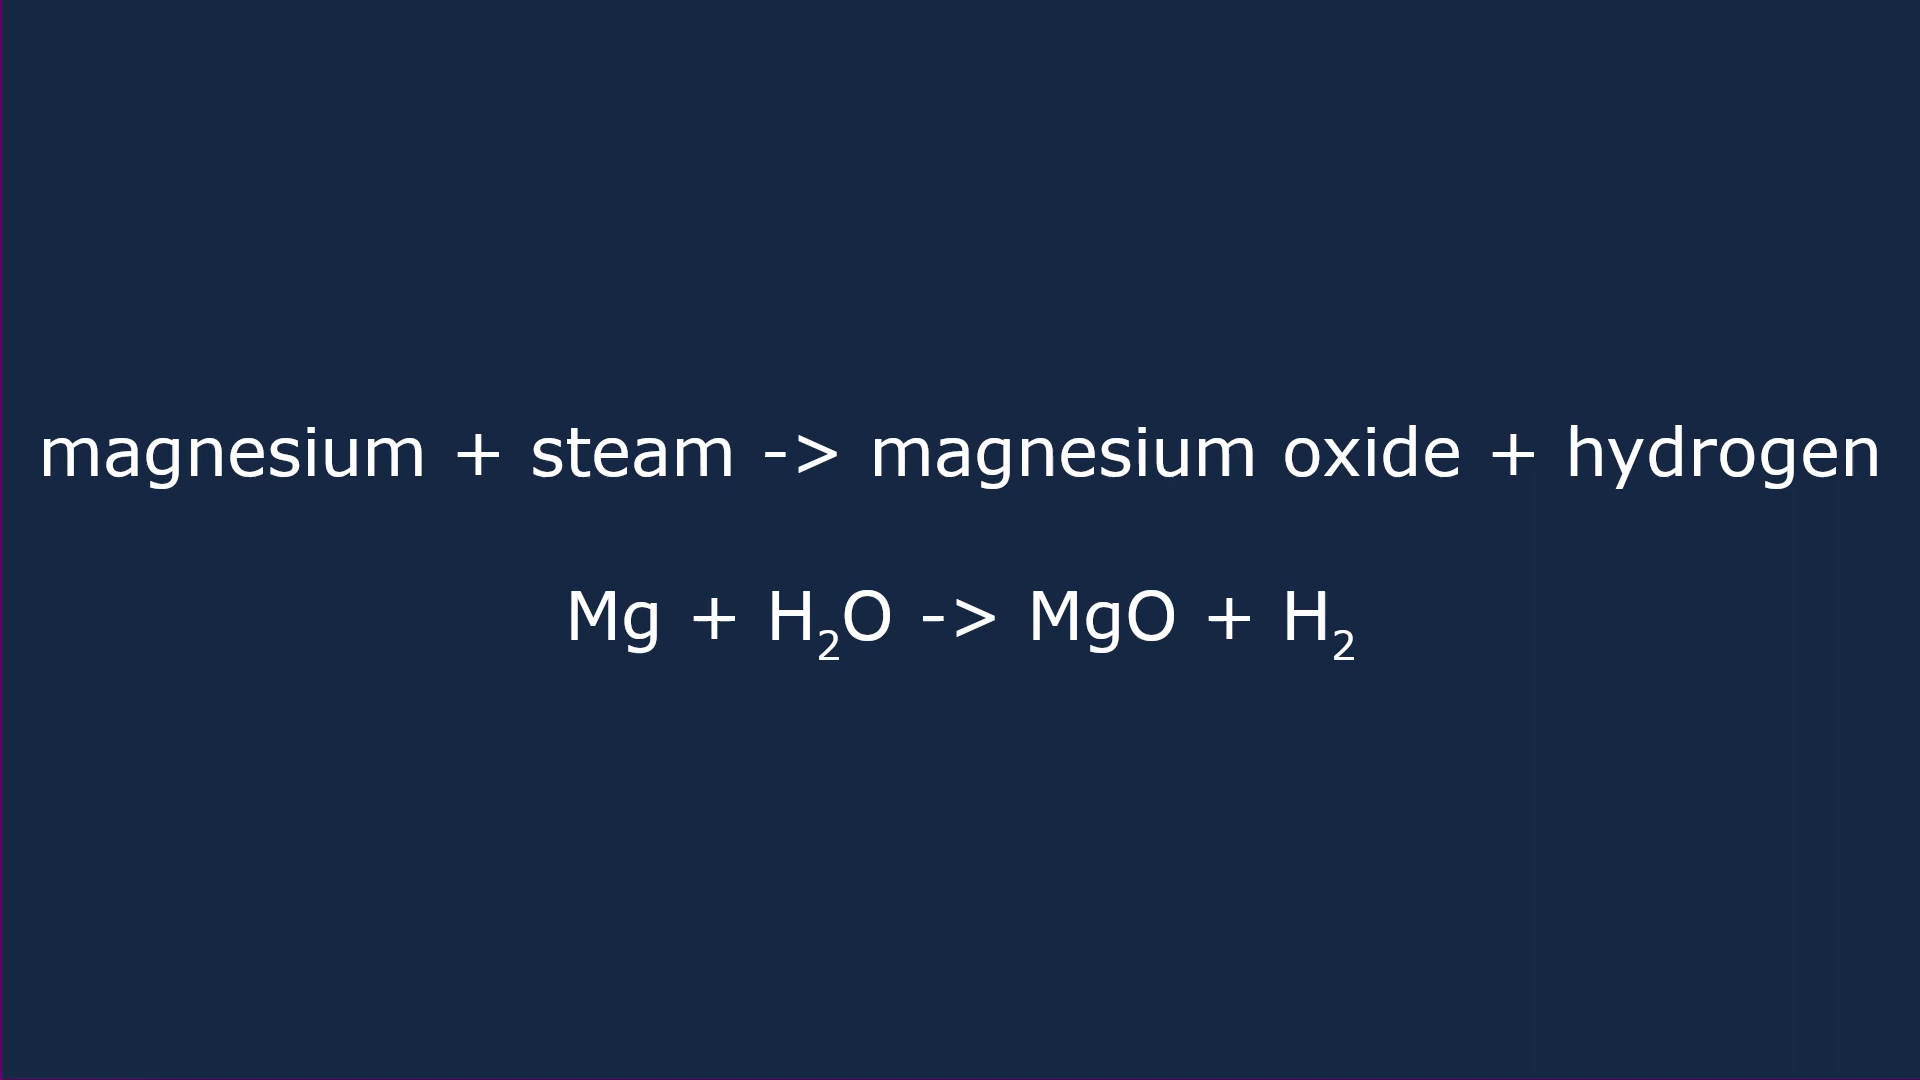 magnesium + steam -> magnesium oxide + hydrogen
Mg + H₂O -> MgO + H₂